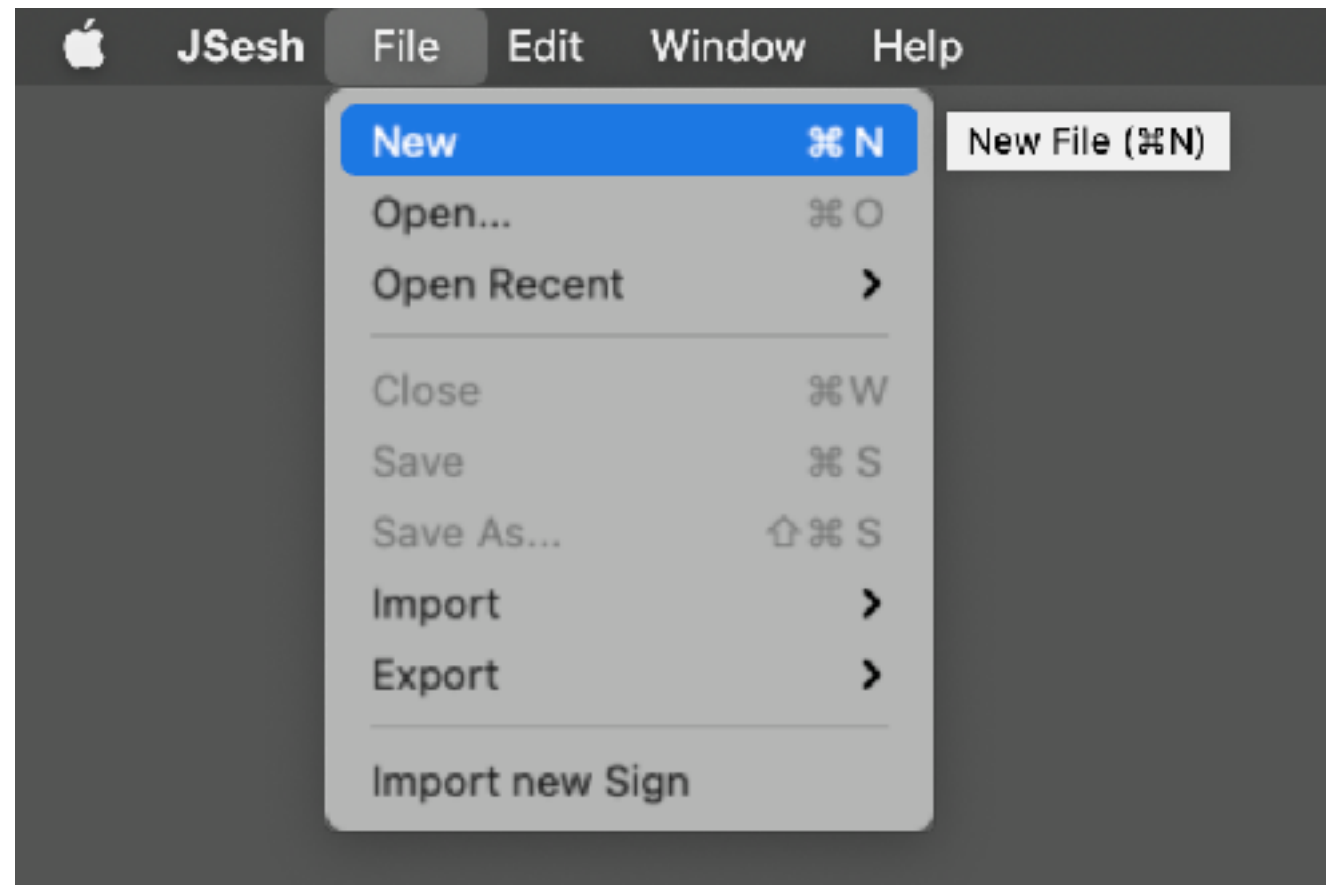 JSesh File Edit Window Help
New ⌘ N New File (⌘N)
Open... ⌘ O
Open Recent
Close ⌘ W
Save ⌘ S
Save As... ⇧ ⌘ S
Import
Export
Import new Sign